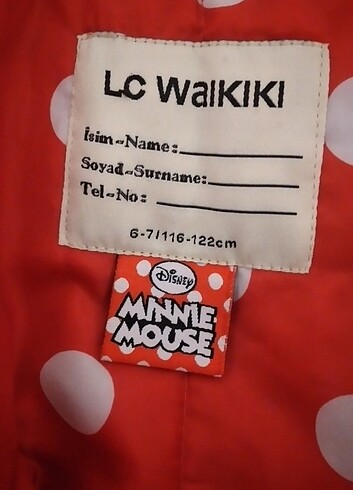 LC WAIKIKI
İsim-Name:
Soyad-Surname:
Tel-No:
6-7/116-122cm
Disney
MINNIE
MOUSE